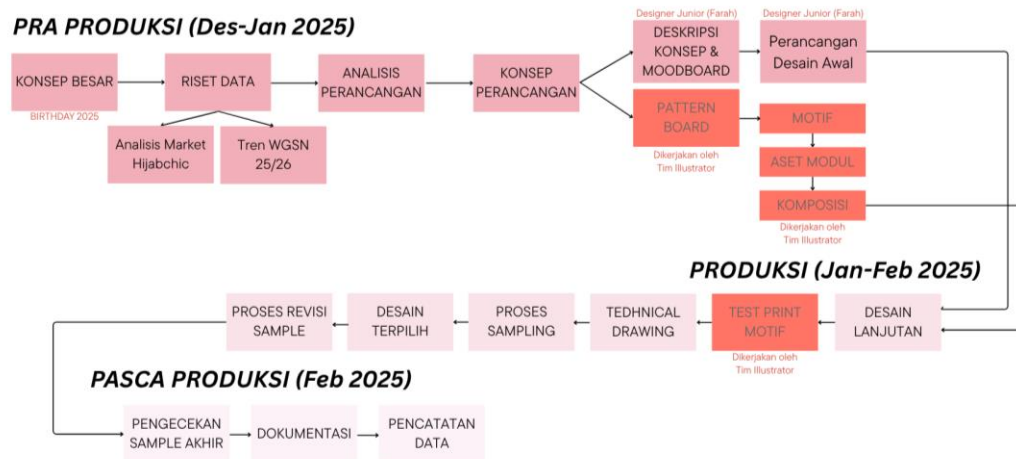 PRA PRODUKSI (Des-Jan 2025)
KONSEP BESAR
BIRTHDAY 2025
RISET DATA
Analisis Market
Hijabchic
Tren WGSN
25/26
ANALISIS
PERANCANGAN
KONSEP
PERANCANGAN
Designer Junior (Farah)
DESKRIPSI
KONSEP &
MOODBOARD
Designer Junior (Farah)
Perancangan
Desain Awal
PATTERN
BOARD
Dikerjakan oleh
Tim Illustrator
MOTIF
ASET MODUL
KOMPOSISI
Dikerjakan oleh
Tim Illustrator
PRODUKSI (Jan-Feb 2025)
DESAIN
LANJUTAN
TEST PRINT
MOTIF
Dikerjakan oleh
Tim Illustrator
TEDHNICAL
DRAWING
PROSES
SAMPLING
DESAIN
TERPILIH
PROSES REVISI
SAMPLE
PASCA PRODUKSI (Feb 2025)
PENGECEKAN
SAMPLE AKHIR
DOKUMENTASI
PENCATATAN
DATA